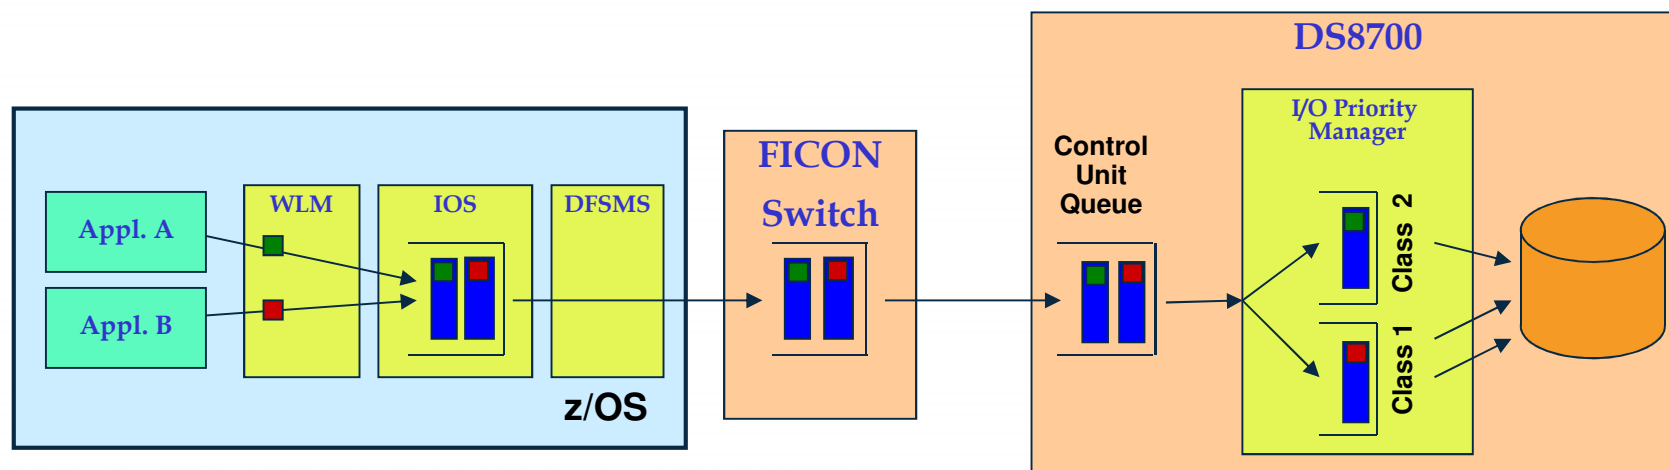 DS8700
I/O Priority
Manager
Control
Unit
Queue
FICON
Switch
WLM
IOS
DFSMS
Appl. A
Appl. B
Class 2
Class 1
z/OS